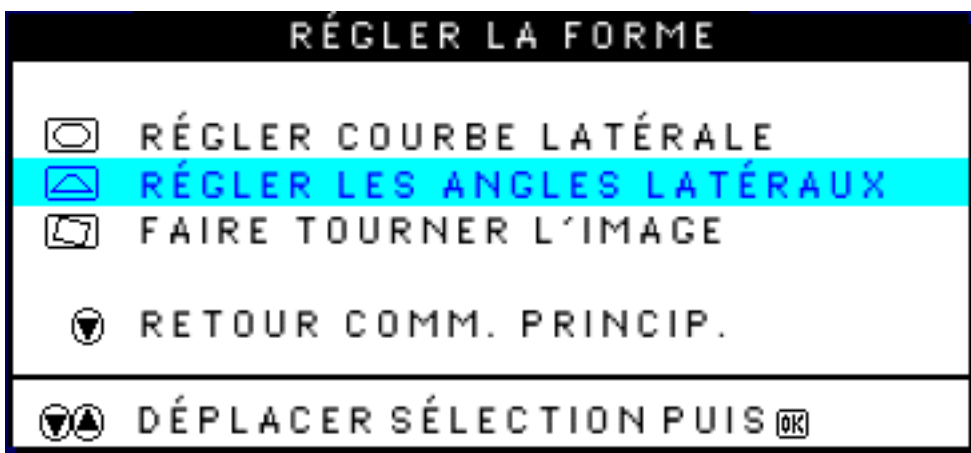 RÉGLER LA FORME
RÉGLER COURBE LATÉRALE
RÉGLER LES ANGLES LATÉRAUX
FAIRE TOURNER L'IMAGE
RETOUR COMM. PRINCIP.
DÉPLACER SÉLECTION PUIS OK